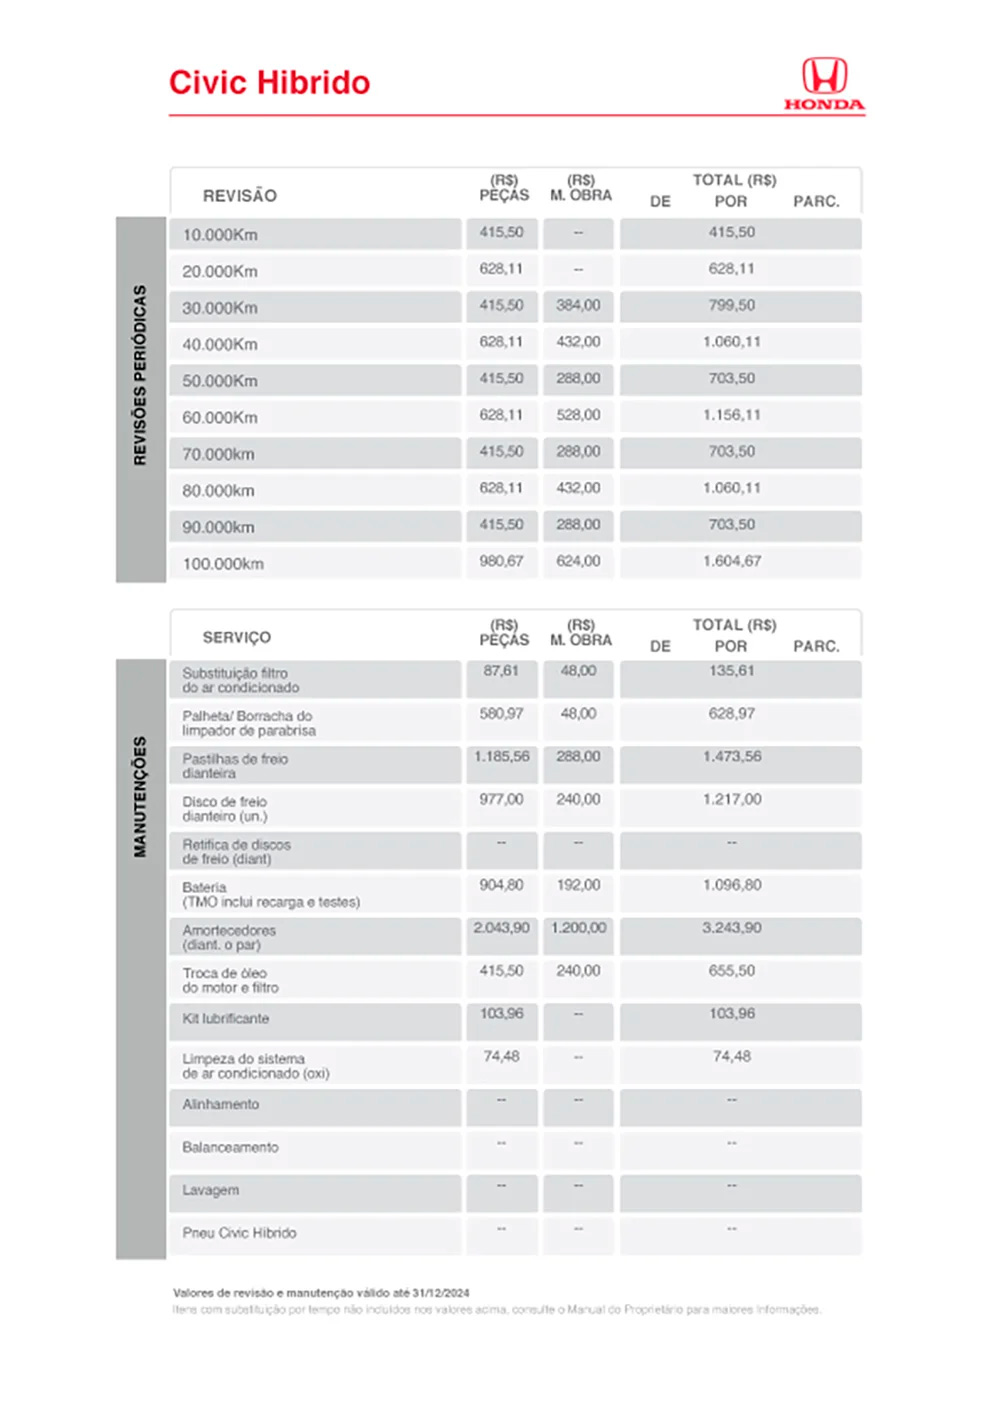 Civic Hibrido
HONDA
REVISÃO (R$) PEÇAS (R$) M. OBRA TOTAL (R$) DE POR PARC.
REVISÕES PERIÓDICAS
10.000Km 415,50 -- 415,50
20.000Km 628,11 -- 628,11
30.000Km 415,50 384,00 799,50
40.000Km 628,11 432,00 1.060,11
50.000Km 415,50 288,00 703,50
60.000Km 628,11 528,00 1.156,11
70.000km 415,50 288,00 703,50
80.000km 628,11 432,00 1.060,11
90.000km 415,50 288,00 703,50
100.000km 980,67 624,00 1.604,67
SERVIÇO (R$) PEÇAS (R$) M. OBRA TOTAL (R$) DE POR PARC.
MANUTENÇÕES
Substituição filtro
do ar condicionado 87,61 48,00 135,61
Palheta/ Borracha do
limpador de parabrisa 580,97 48,00 628,97
Pastilhas de freio
dianteira 1.185,56 288,00 1.473,56
Disco de freio
dianteiro (un.) 977,00 240,00 1.217,00
Retifica de discos
de freio (diant) -- -- --
Bateria
(TMO inclui recarga e testes) 904,80 192,00 1.096,80
Amortecedores
(diant. o par) 2.043,90 1.200,00 3.243,90
Troca de óleo
do motor e filtro 415,50 240,00 655,50
Kit lubrificante 103,96 -- 103,96
Limpeza do sistema
de ar condicionado (oxi) 74,48 -- 74,48
Alinhamento -- -- --
Balanceamento -- -- --
Lavagem -- -- --
Pneu Civic Hibrido -- -- --
Valores de revisão e manutenção válido até 31/12/2024
Itens com substituição por tempo não incluídos nos valores acima, consulte o Manual do Proprietário para maiores Informações.